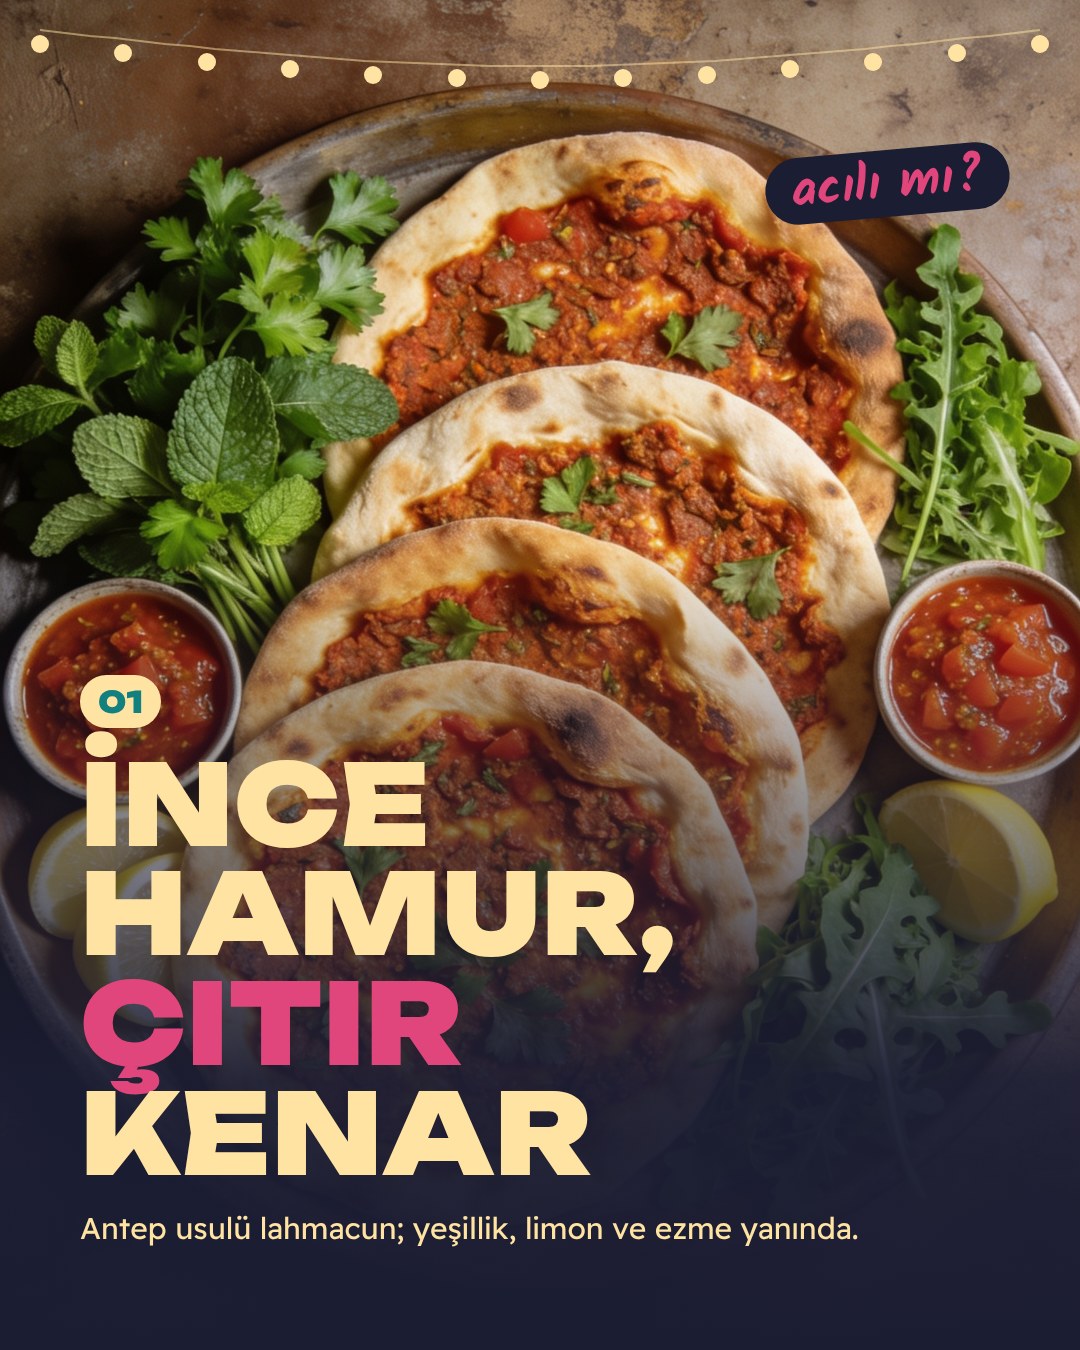 acılı mı?
01
İNCE
HAMUR,
ÇITIR
KENAR
Antep usulü lahmacun; yeşillik, limon ve ezme yanında.